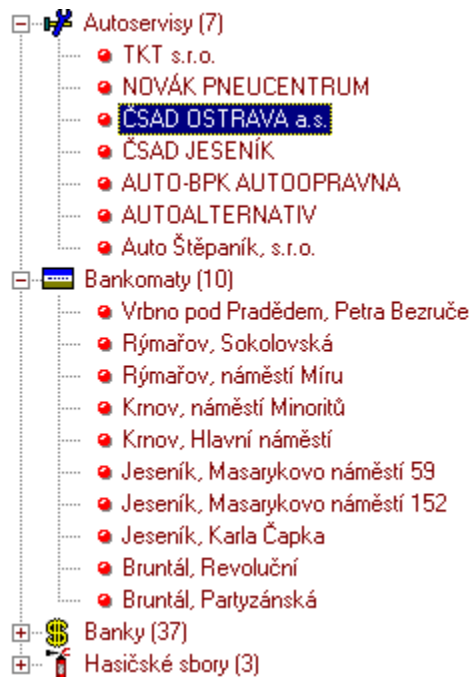 Autoservisy (7)
TKT s.r.o.
NOVÁK PNEUCENTRUM
ČSAD OSTRAVA a.s.
ČSAD JESENÍK
AUTO-BPK AUTOOPRAVNA
AUTOALTERNATIV
Auto Štěpaník, s.r.o.
Bankomaty (10)
Vrbno pod Pradědem, Petra Bezruče
Rýmařov, Sokolovská
Rýmařov, náměstí Míru
Krnov, náměstí Minoritů
Krnov, Hlavní náměstí
Jeseník, Masarykovo náměstí 59
Jeseník, Masarykovo náměstí 152
Jeseník, Karla Čapka
Bruntál, Revoluční
Bruntál, Partyzánská
Banky (37)
Hasičské sbory (3)